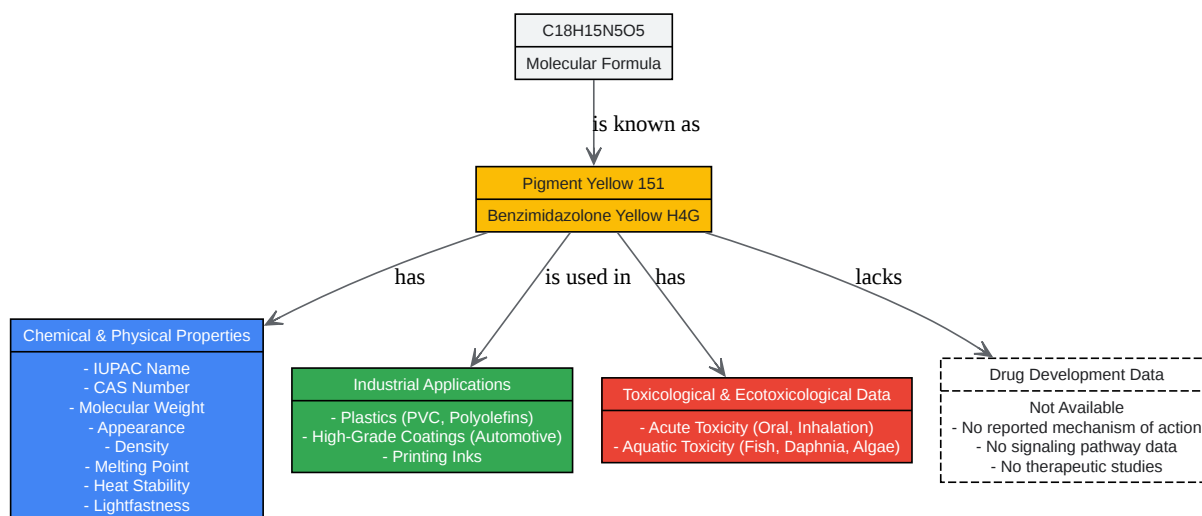 C18H15N5O5
Molecular Formula
is known as
Pigment Yellow 151
Benzimidazolone Yellow H4G
has
is used in
has
lacks
Chemical & Physical Properties
- IUPAC Name
- CAS Number
- Molecular Weight
- Appearance
- Density
- Melting Point
- Heat Stability
- Lightfastness
Industrial Applications
- Plastics (PVC, Polyolefins)
- High-Grade Coatings (Automotive)
- Printing Inks
Toxicological & Ecotoxicological Data
- Acute Toxicity (Oral, Inhalation)
- Aquatic Toxicity (Fish, Daphnia, Algae)
Drug Development Data
Not Available
- No reported mechanism of action
- No signaling pathway data
- No therapeutic studies